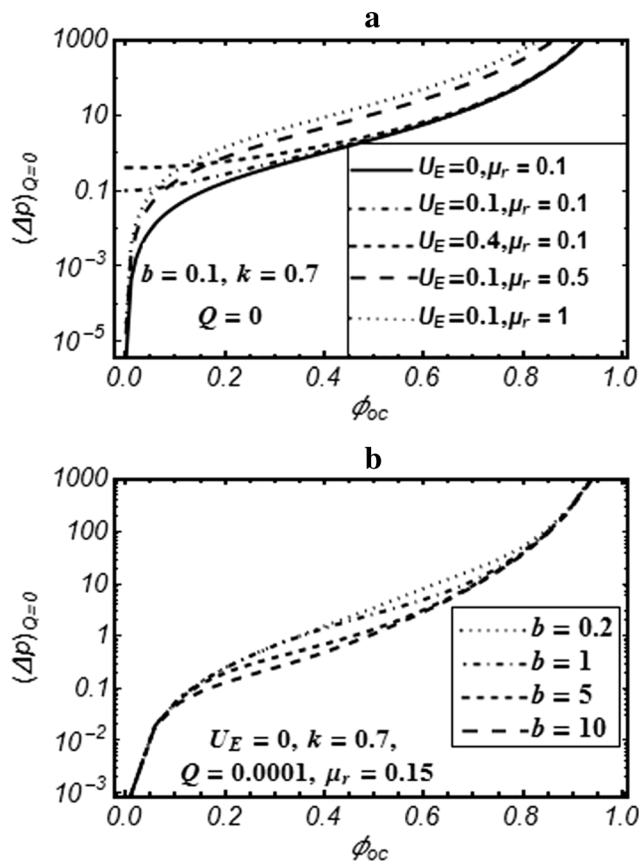 a
1000
10
0.1
10⁻³
10⁻⁵
(Δp)Q=0
b = 0.1, k = 0.7
Q = 0
U_E=0,μ_r = 0.1
U_E=0.1,μ_r = 0.1
U_E=0.4,μ_r = 0.1
U_E=0.1,μ_r = 0.5
U_E=0.1,μ_r = 1
0.0 0.2 0.4 0.6 0.8 1.0
ϕ_oc
b
1000
100
10
1
0.1
10⁻²
10⁻³
(Δp)Q=0
b = 0.2
b = 1
b = 5
b = 10
U_E = 0, k = 0.7,
Q = 0.0001, μ_r = 0.15
0.0 0.2 0.4 0.6 0.8 1.0
ϕ_oc